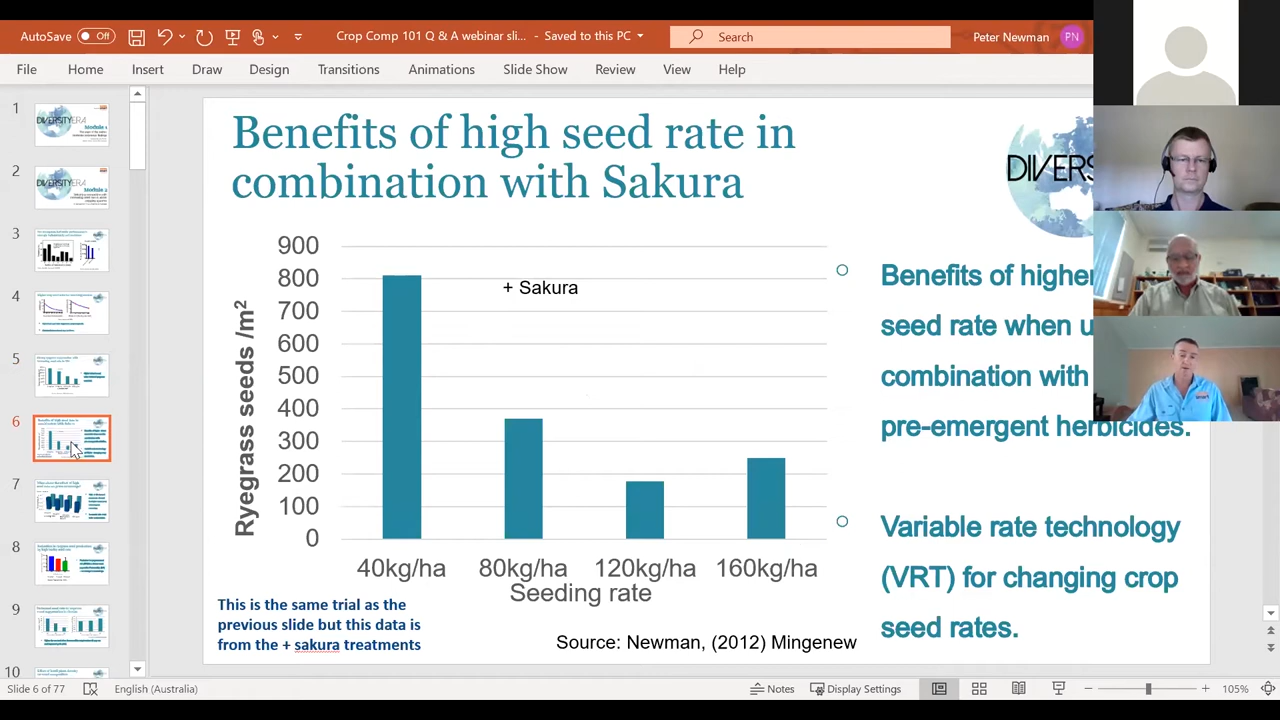 AutoSave Off
Crop Comp 101 Q & A webinar sli... - Saved to this PC
Search
Peter Newman PN
File Home Insert Draw Design Transitions Animations Slide Show Review View Help
1
2
3
4
5
6
7
8
9
10
Benefits of high seed rate in
combination with Sakura
DIVERS
900
800
700
600
500
400
300
200
100
0
Ryegrass seeds /m²
+ Sakura
40kg/ha 80kg/ha 120kg/ha 160kg/ha
Seeding rate
This is the same trial as the
previous slide but this data is
from the + sakura treatments
Source: Newman, (2012) Mingenew
Benefits of higher
seed rate when u
combination with
pre-emergent herbicides.
Variable rate technology
(VRT) for changing crop
seed rates.
Slide 6 of 77 English (Australia) Notes Display Settings 105%